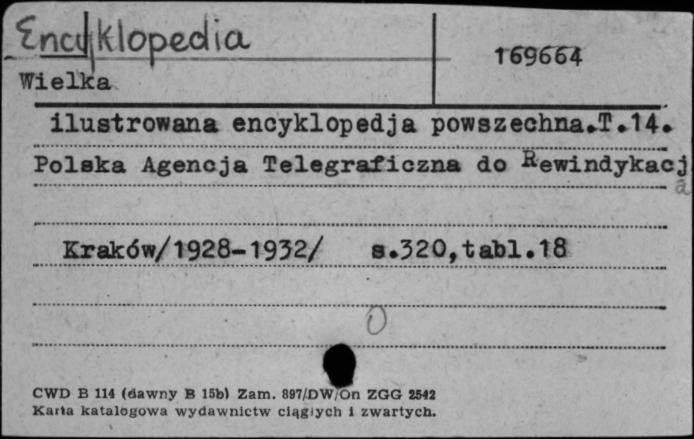 Encyklopedia
169664
Wielka
ilustrowana encyklopedja powszechna.T.14.
Polska Agencja Telegraficzna do Rewindykacj
a
Kraków/1928-1932/ s.320,tabl.18
O
CWD B 114 (dawny B 15b) Zam. 897/DW/On ZGG 2542
Karta katalogowa wydawnictw ciągłych i zwartych.